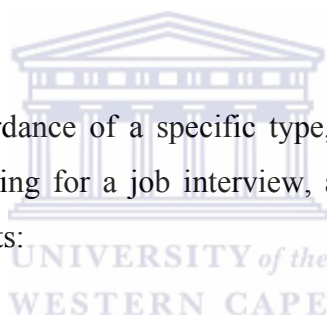 rdance of a specific type,
ing for a job interview, a
ts:
UNIVERSITY of the
WESTERN CAPE